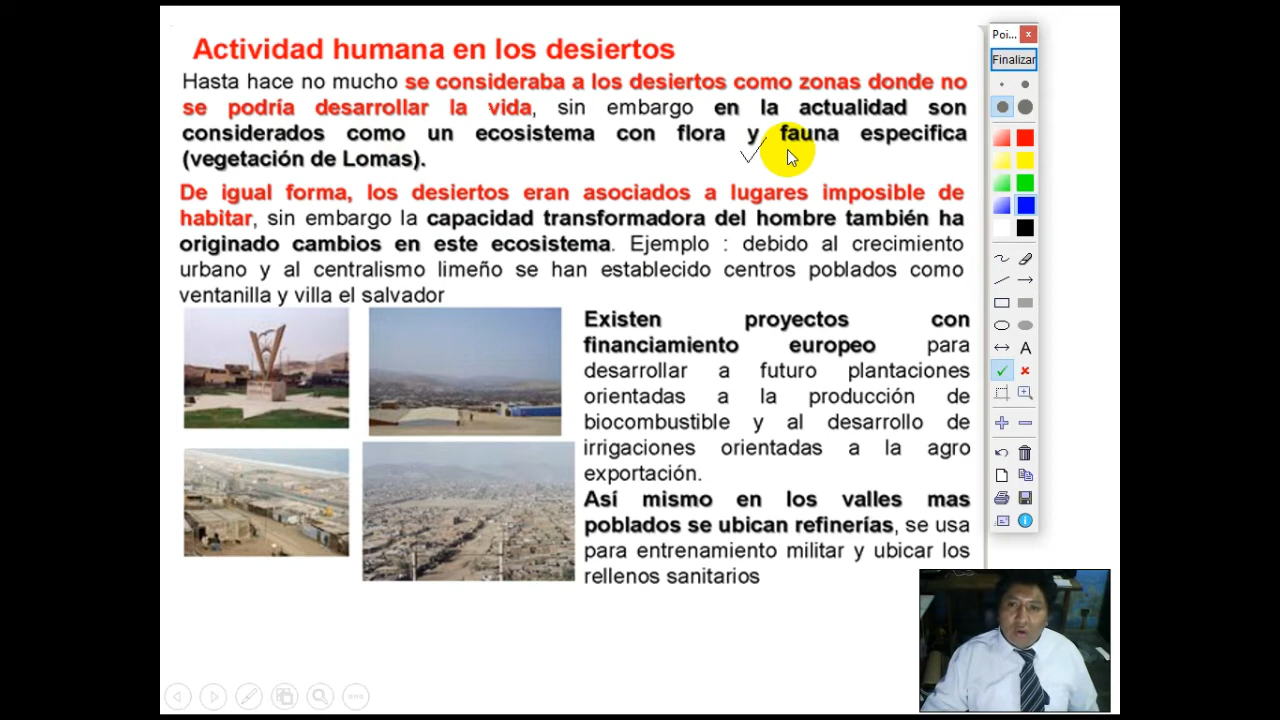 Actividad humana en los desiertos
Hasta hace no mucho se consideraba a los desiertos como zonas donde no
se podría desarrollar la vida, sin embargo en la actualidad son
considerados como un ecosistema con flora y fauna especifica
(vegetación de Lomas).
De igual forma, los desiertos eran asociados a lugares imposible de
habitar, sin embargo la capacidad transformadora del hombre también ha
originado cambios en este ecosistema. Ejemplo : debido al crecimiento
urbano y al centralismo limeño se han establecido centros poblados como
ventanilla y villa el salvador
Existen proyectos con
financiamiento europeo para
desarrollar a futuro plantaciones
orientadas a la producción de
biocombustible y al desarrollo de
irrigaciones orientadas a la agro
exportación.
Así mismo en los valles mas
poblados se ubican refinerías, se usa
para entrenamiento militar y ubicar los
rellenos sanitarios
Poi...
Finalizar
A